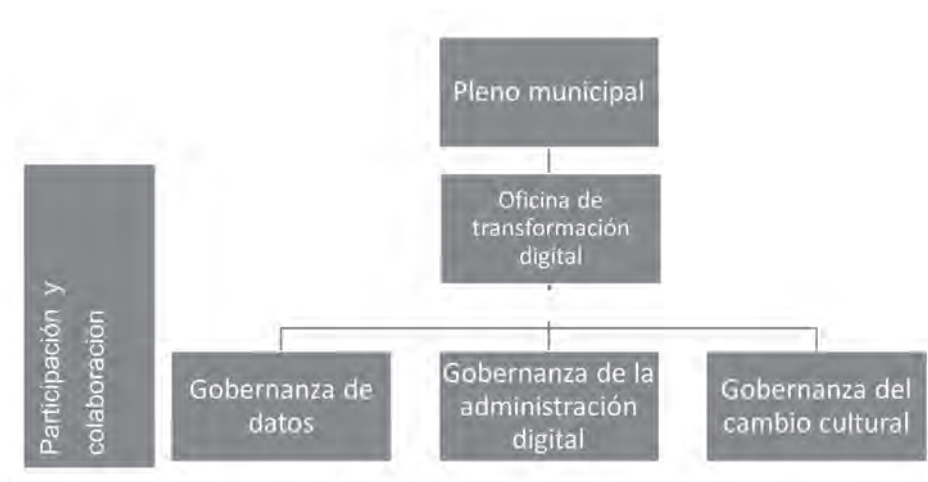 Pleno municipal
Oficina de
transformación
digital
Participación y
colaboracion
Gobernanza de
datos
Gobernanza de la
administración
digital
Gobernanza del
cambio cultural